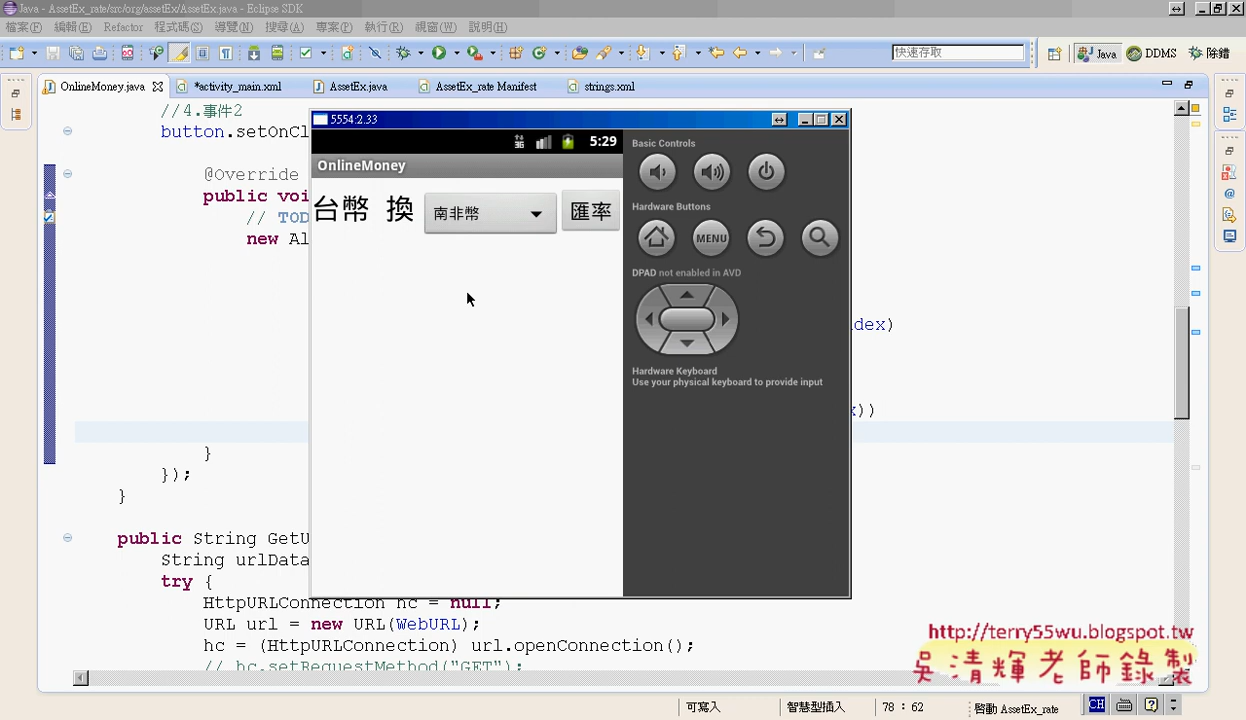 Java - AssetEx_rate/src/org/assetEx/AssetEx.java - Eclipse SDK
檔案(F) 編輯(E) Refactor 程式碼(S) 導覽(N) 搜尋(A) 專案(P) 執行(R) 視窗(W) 說明(H)
快速存取
Java
DDMS
除錯
OnlineMoney.java
*activity_main.xml
AssetEx.java
AssetEx_rate Manifest
strings.xml
//4.事件2
button.setOnCl
@Override
public voi
// TOD
new Al
dex)
x))
}
});
}
public String GetU
String urlData
try {
HttpURLConnection hc = null;
URL url = new URL(WebURL);
hc = (HttpURLConnection) url.openConnection();
// hc.setRequestMethod("GET");
5554:2.33
3G
5:29
OnlineMoney
台幣 換
南非幣
匯率
Basic Controls
Hardware Buttons
MENU
DPAD not enabled in AVD
Hardware Keyboard
Use your physical keyboard to provide input
http://terry55wu.blogspot.tw
吳清輝老師錄製
可寫入
智慧型插入
78 : 62
啓動 AssetEx_rate
CH